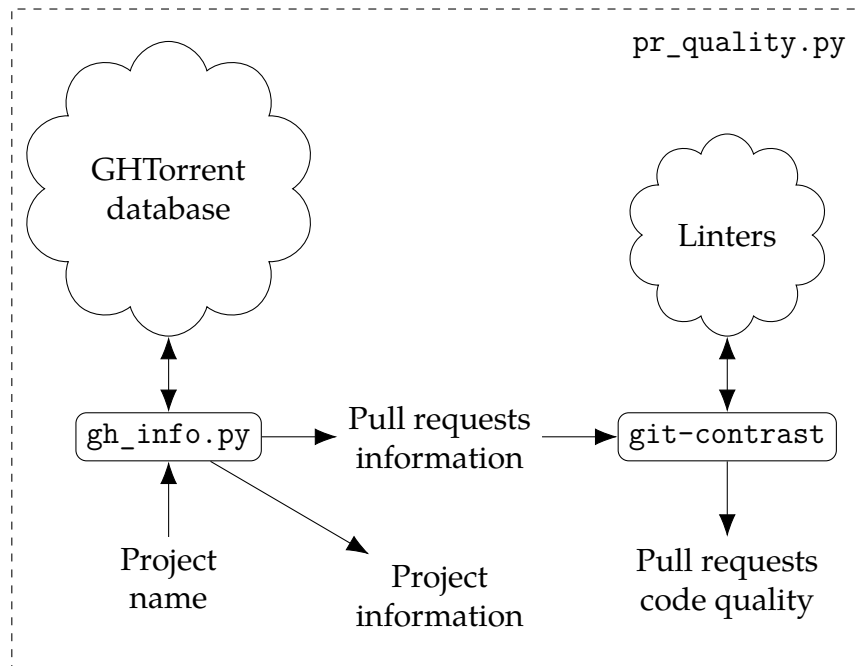 pr_quality.py
GHTorrent
database
Linters
gh_info.py
Pull requests
information
git-contrast
Project
name
Project
information
Pull requests
code quality